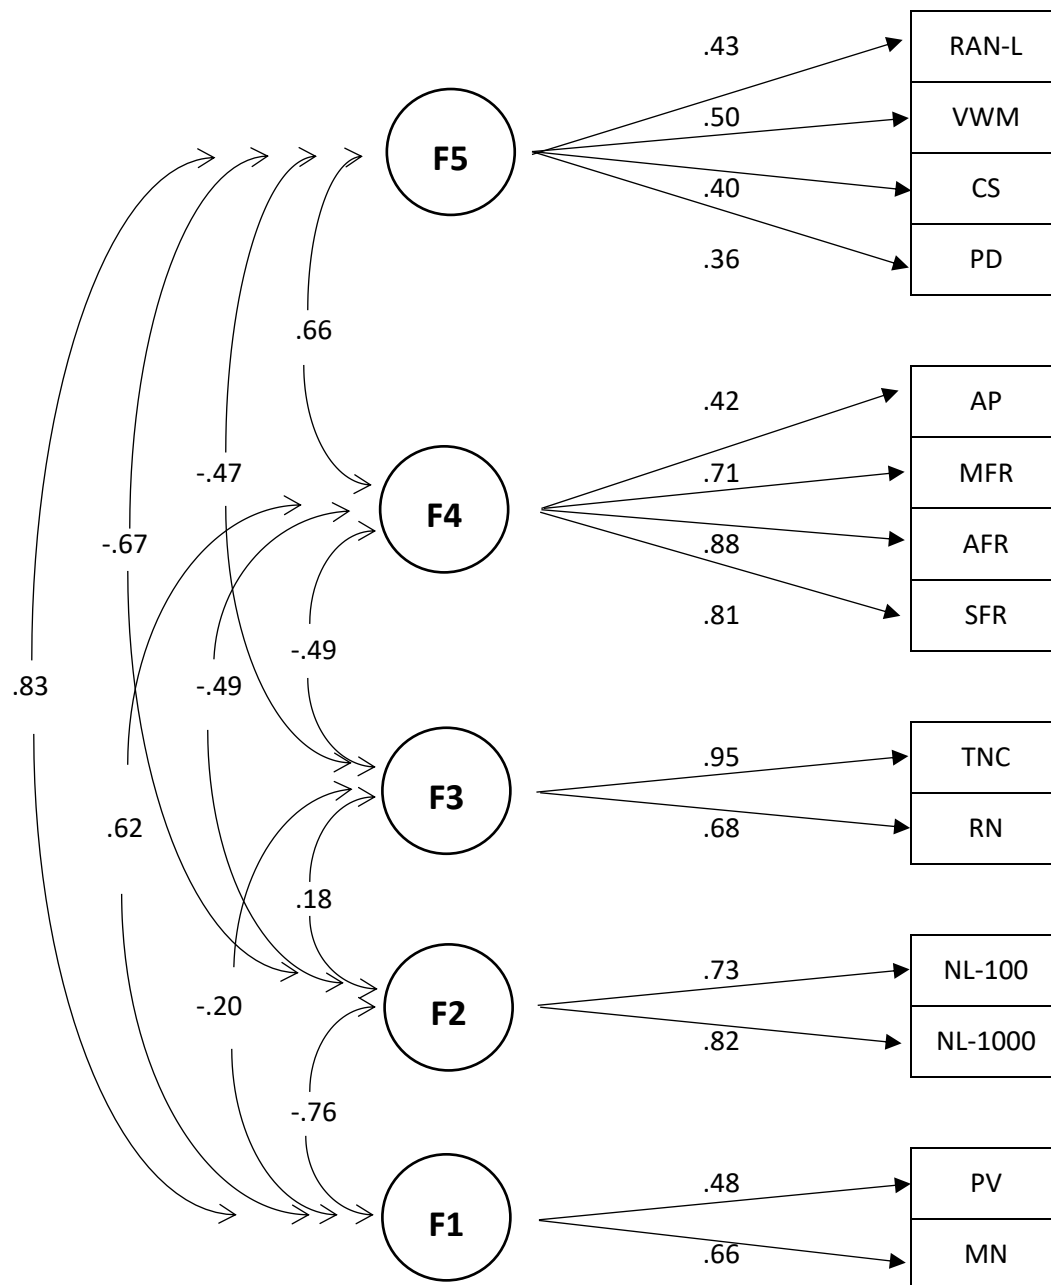 .43
RAN-L
.50
VWM
F5
.40
CS
.36
PD
.66
.42
AP
-.47
.71
MFR
F4
-.67
.88
AFR
.81
SFR
-.49
.83
-.49
.95
TNC
F3
.62
.68
RN
.18
.73
NL-100
-.20
F2
.82
NL-1000
-.76
.48
PV
F1
.66
MN